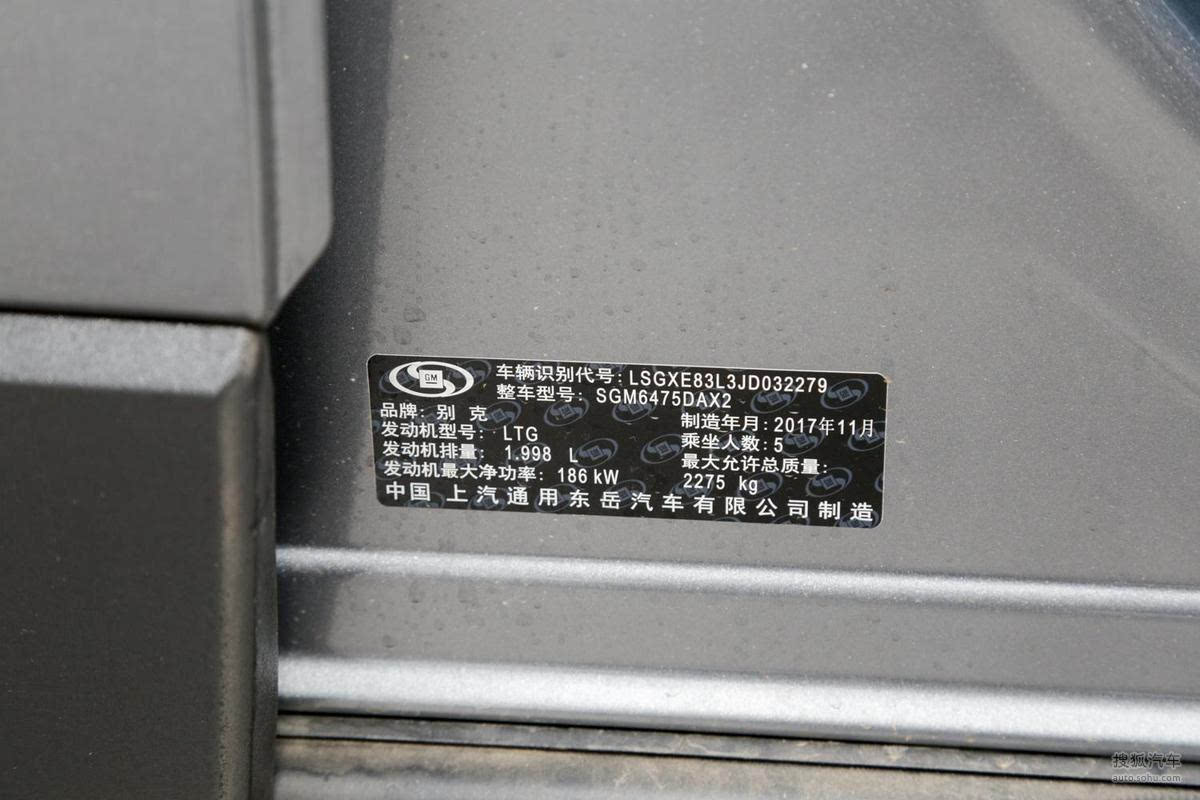 GM
车辆识别代号: LSGXE83L3JD032279
整车型号: SGM6475DAX2
品牌: 别 克
制造年月: 2017年11月
发动机型号: LTG
乘坐人数: 5
发动机排量: 1.998 L
最大允许总质量:
发动机最大净功率: 186 kW
2275 kg
中国 上汽通用东岳汽车有限公司制造
搜狐汽车
auto.sohu.com